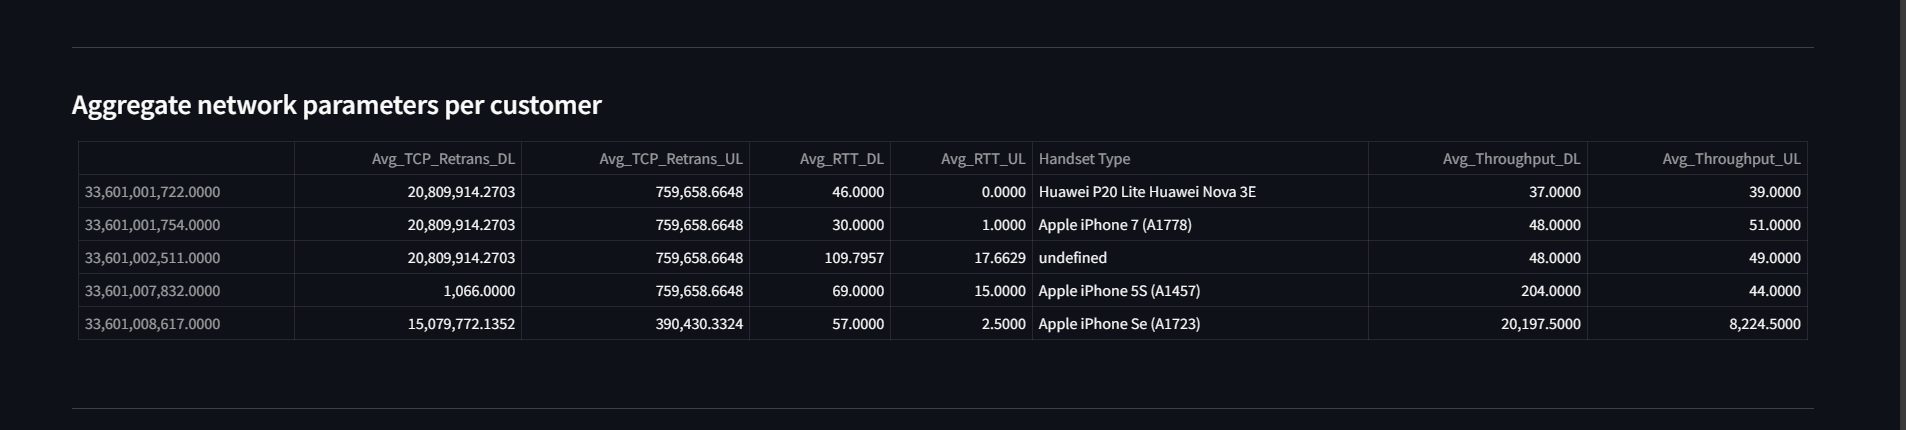 Aggregate network parameters per customer
Avg_TCP_Retrans_DL Avg_TCP_Retrans_UL Avg_RTT_DL Avg_RTT_UL Handset Type Avg_Throughput_DL Avg_Throughput_UL
33,601,001,722.0000 20,809,914.2703 759,658.6648 46.0000 0.0000 Huawei P20 Lite Huawei Nova 3E 37.0000 39.0000
33,601,001,754.0000 20,809,914.2703 759,658.6648 30.0000 1.0000 Apple iPhone 7 (A1778) 48.0000 51.0000
33,601,002,511.0000 20,809,914.2703 759,658.6648 109.7957 17.6629 undefined 48.0000 49.0000
33,601,007,832.0000 1,066.0000 759,658.6648 69.0000 15.0000 Apple iPhone 5S (A1457) 204.0000 44.0000
33,601,008,617.0000 15,079,772.1352 390,430.3324 57.0000 2.5000 Apple iPhone Se (A1723) 20,197.5000 8,224.5000